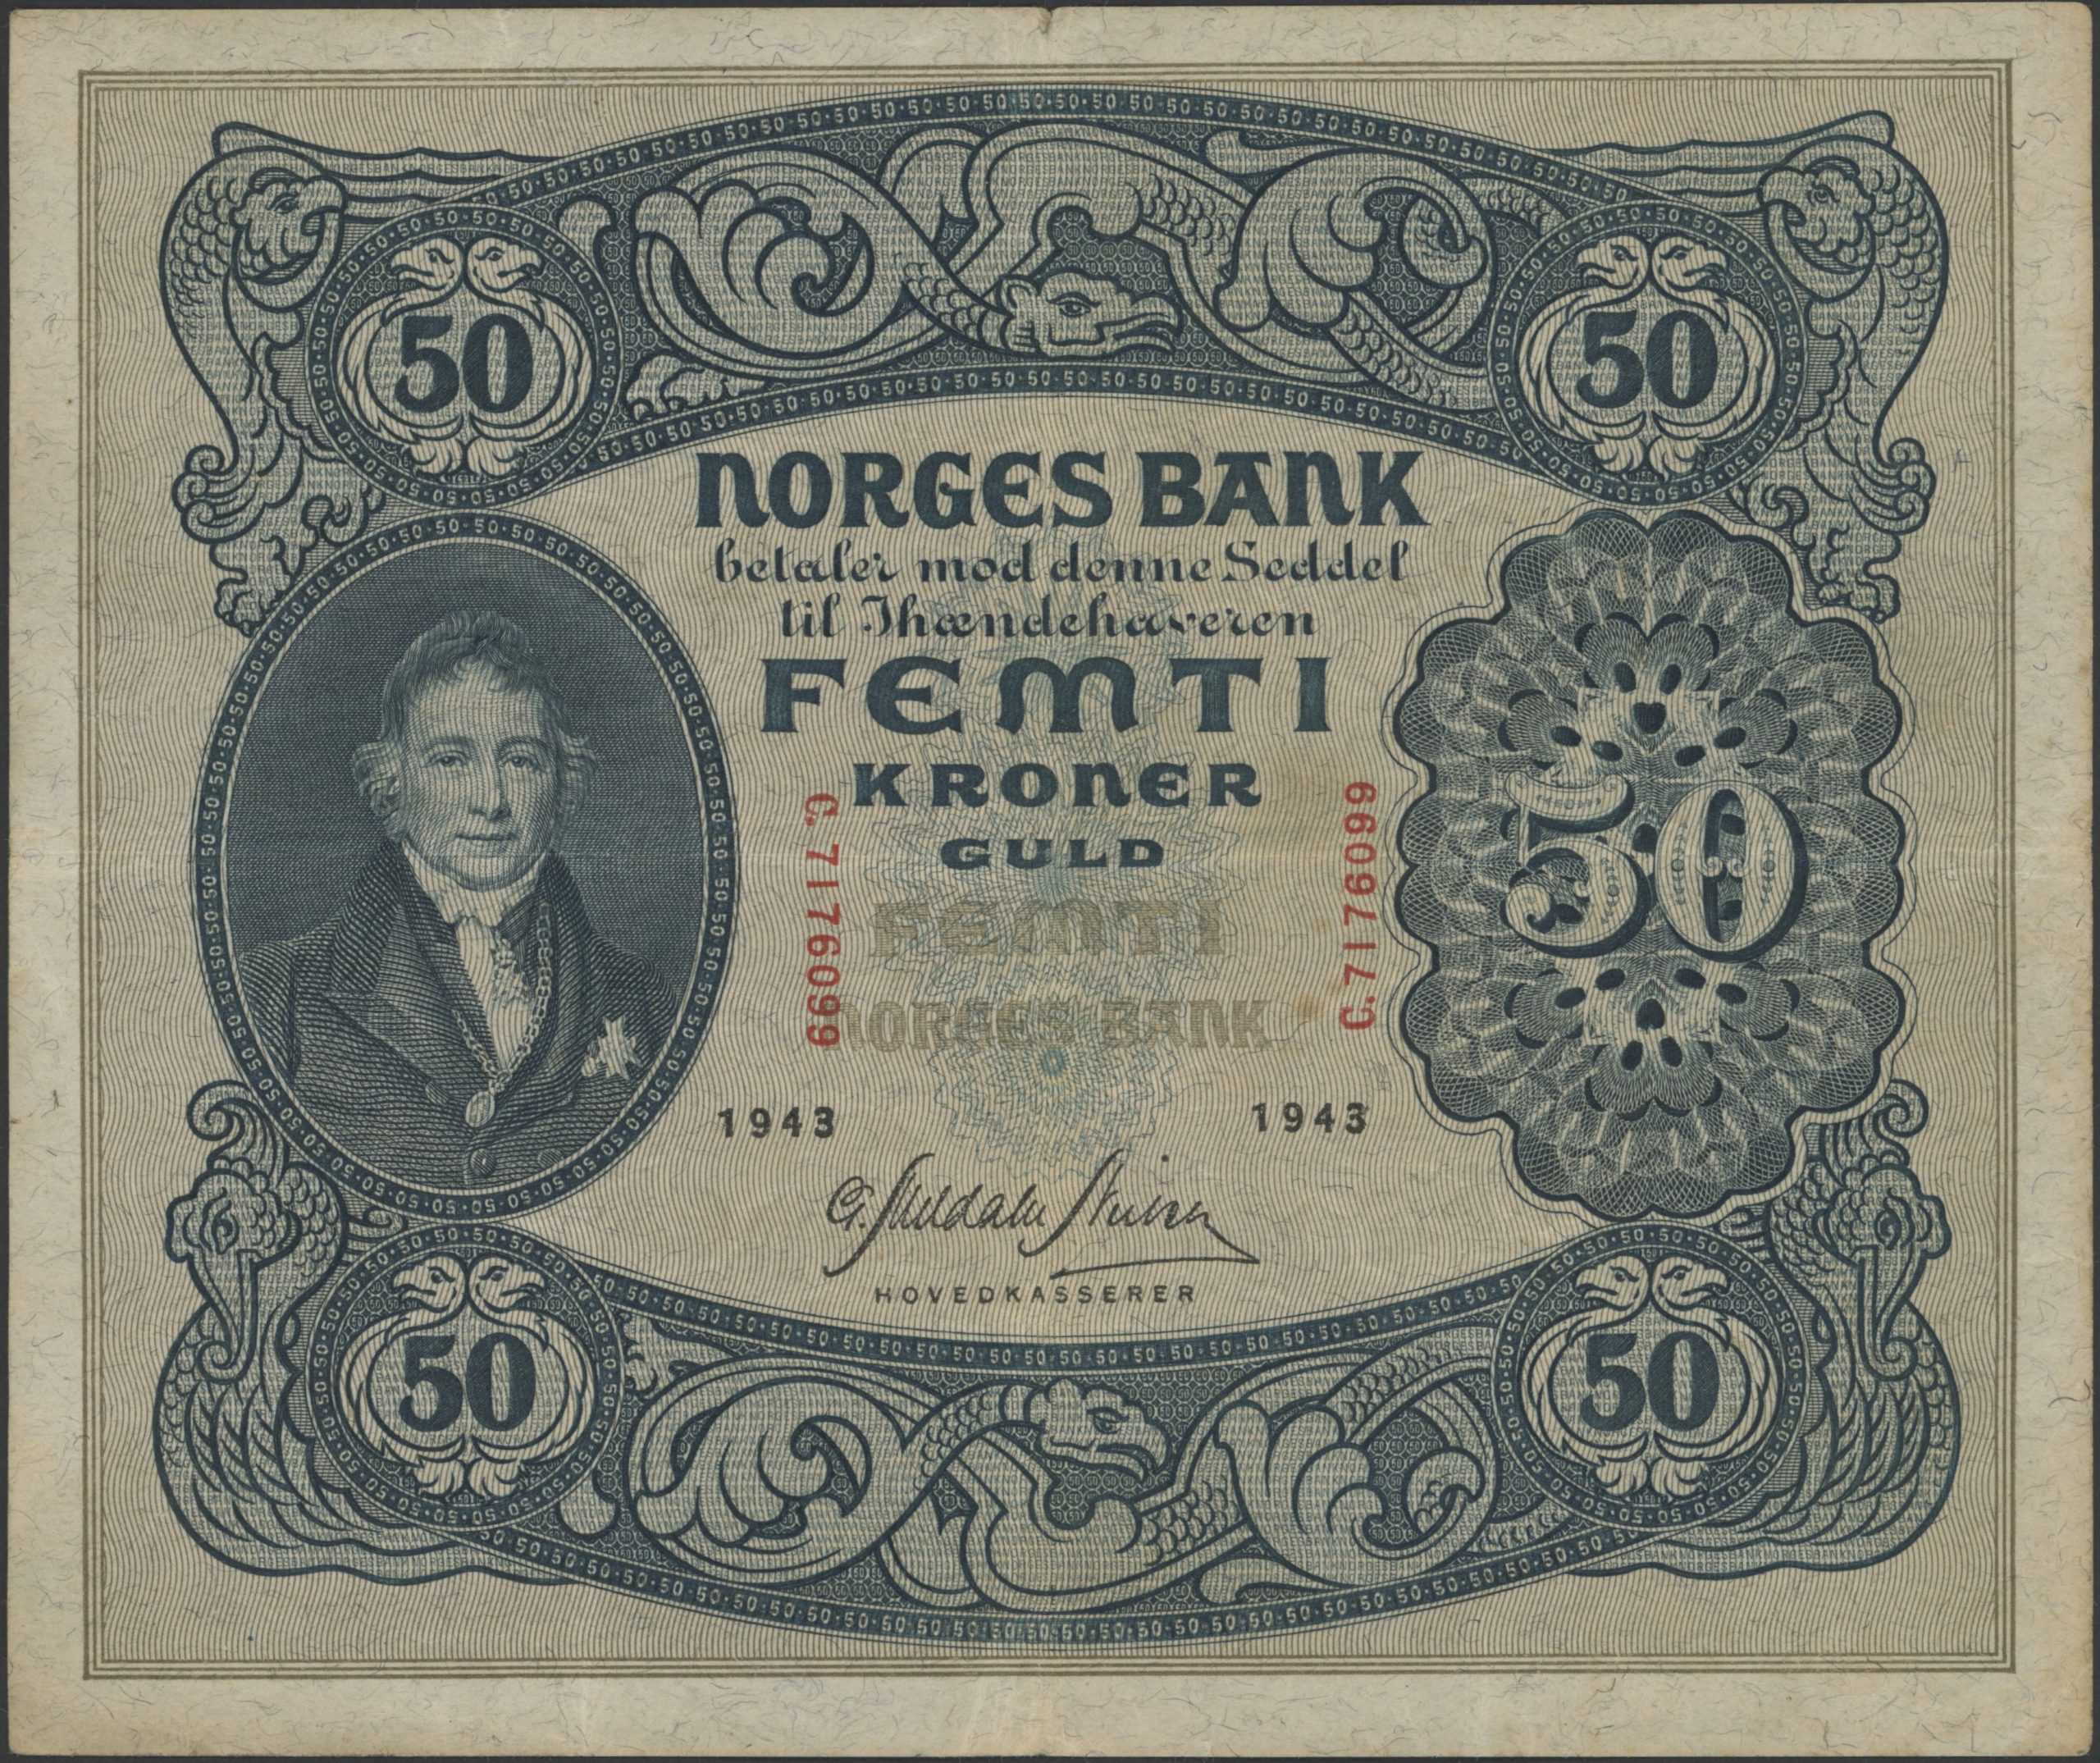 50
50
NORGES BANK
betaler mod denne Seddel
til Ihændehaveren
FEMTI
KRONER
GULD
C.7176099
C.7176099
50
FEMTI
NORGES BANK
1943
1943
HOVEDKASSERER
50
50